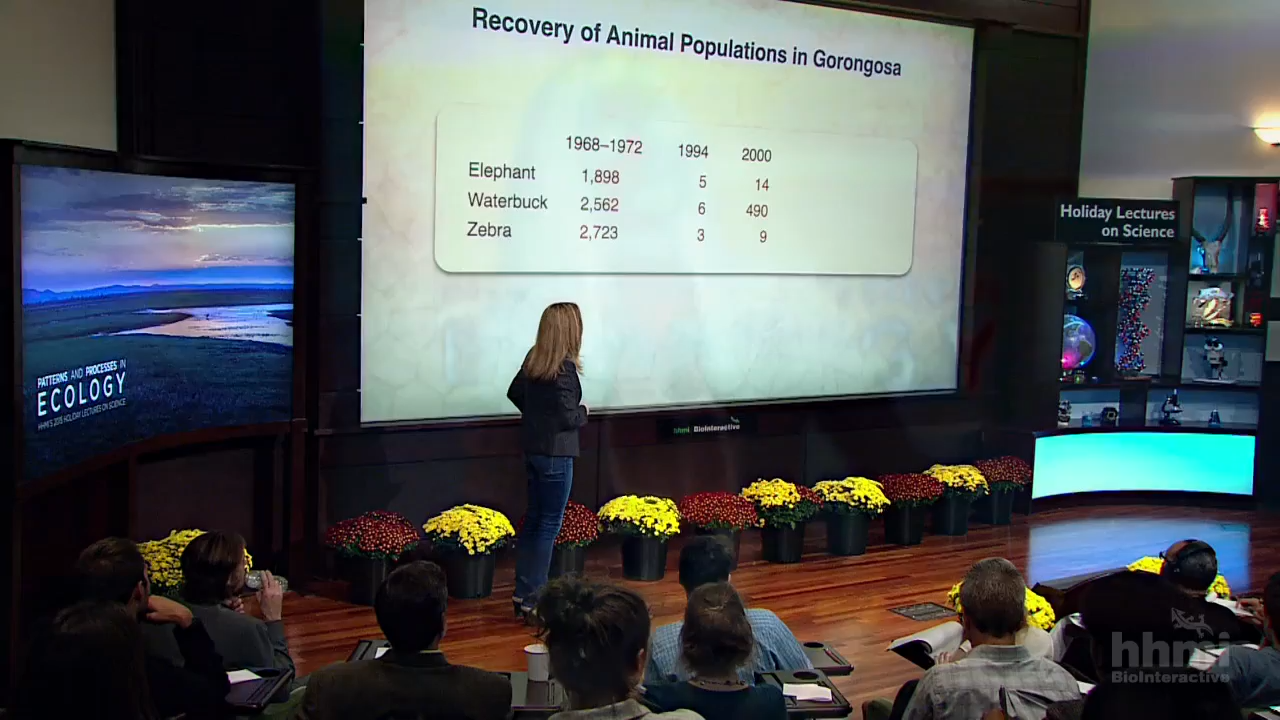 Recovery of Animal Populations in Gorongosa
1968–1972 1994 2000
Elephant 1,898 5 14
Waterbuck 2,562 6 490
Zebra 2,723 3 9
PATTERNS AND PROCESSES IN
ECOLOGY
HHMI'S 2015 HOLIDAY LECTURES ON SCIENCE
Holiday Lectures
on Science
hhmi BioInteractive
hhmi
BioInteractive